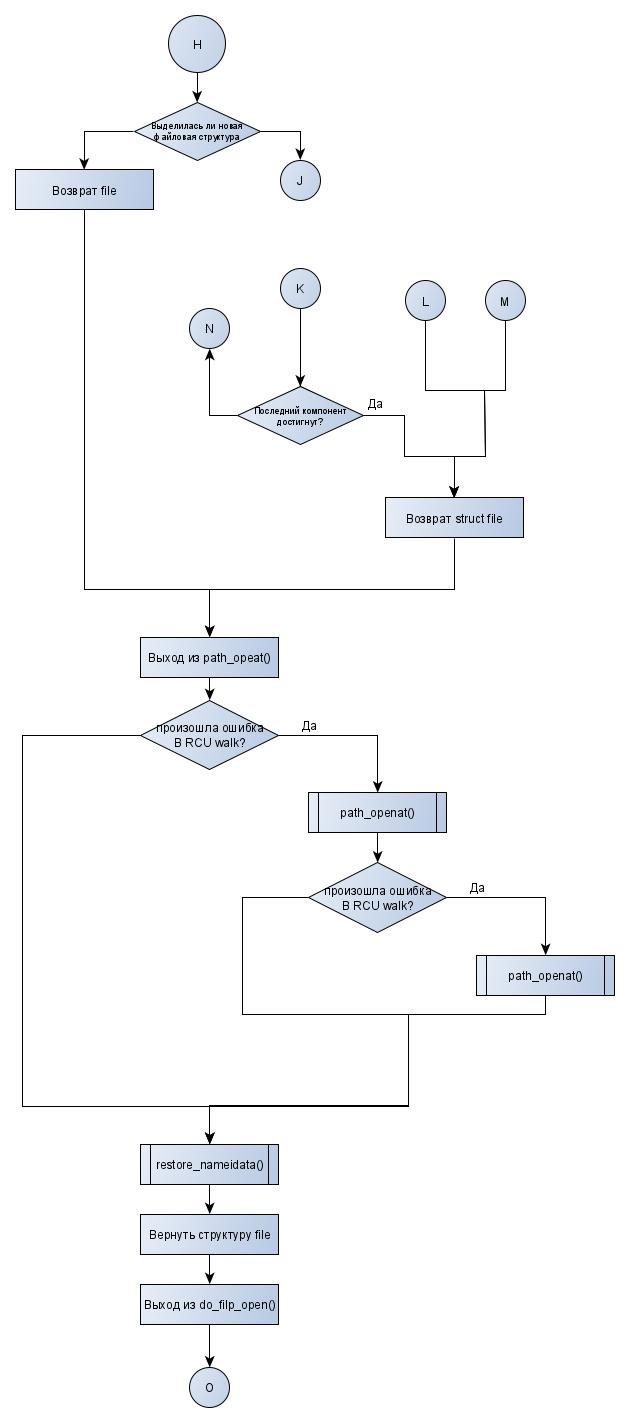 H
Выделилась ли новая
файловая структура
Возврат file
J
K
L
M
N
Последний компонент
достигнут?
Да
Возврат struct file
Выход из path_opeat()
произошла ошибка
В RCU walk?
Да
path_openat()
произошла ошибка
В RCU walk?
Да
path_openat()
restore_nameidata()
Вернуть структуру file
Выход из do_filp_open()
O